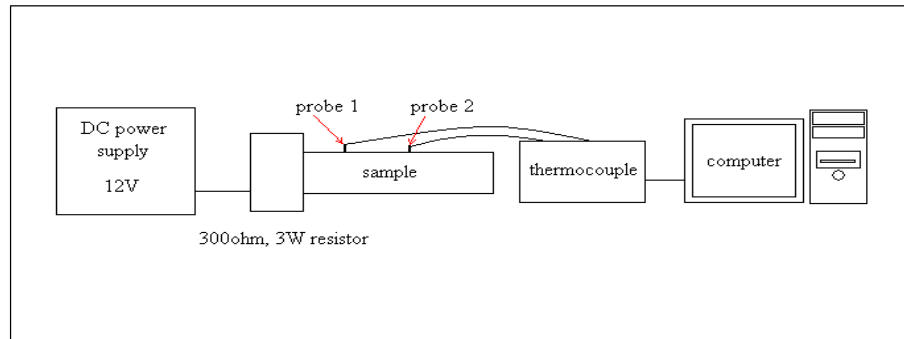 DC power
supply
12V
probe 1
probe 2
sample
300ohm, 3W resistor
thermocouple
computer